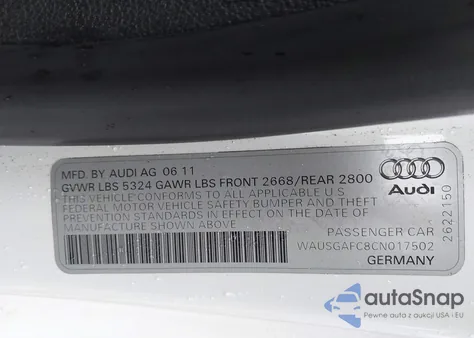 MFD. BY AUDI AG 06 11
GVWR LBS 5324 GAWR LBS FRONT 2668/REAR 2800
THIS VEHICLE CONFORMS TO ALL APPLICABLE U.S.
FEDERAL MOTOR VEHICLE SAFETY BUMPER AND THEFT
PREVENTION STANDARDS IN EFFECT ON THE DATE OF
MANUFACTURE SHOWN ABOVE
Audi
2622150
PASSENGER CAR
WAUSGAFC8CN017502
GERMANY
autoSnap
Pewne auta z aukcji USA - EU